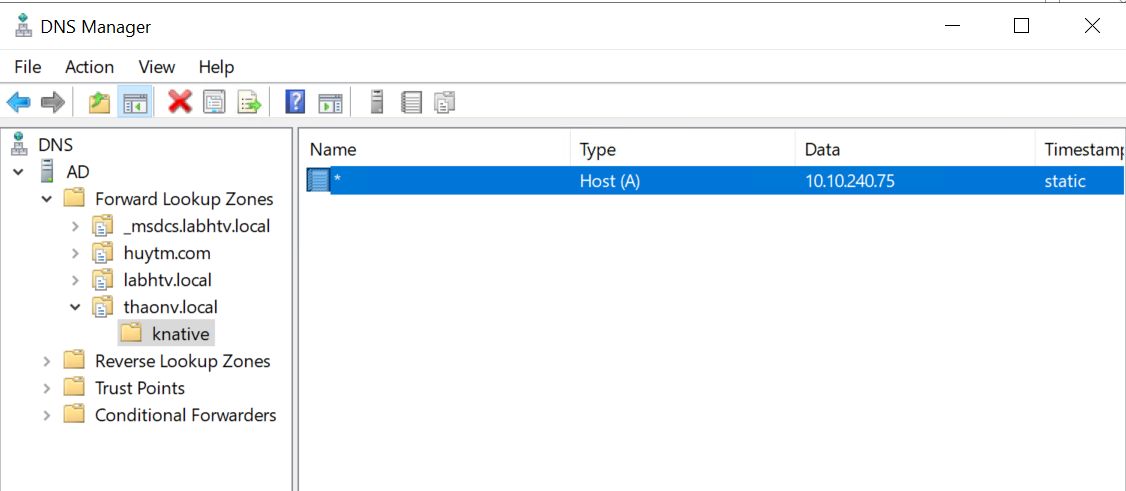 DNS Manager
File Action View Help
DNS
AD
Forward Lookup Zones
_msdcs.labhtv.local
huytm.com
labhtv.local
thaonv.local
knative
Reverse Lookup Zones
Trust Points
Conditional Forwarders
Name Type Data Timestamp
* Host (A) 10.10.240.75 static